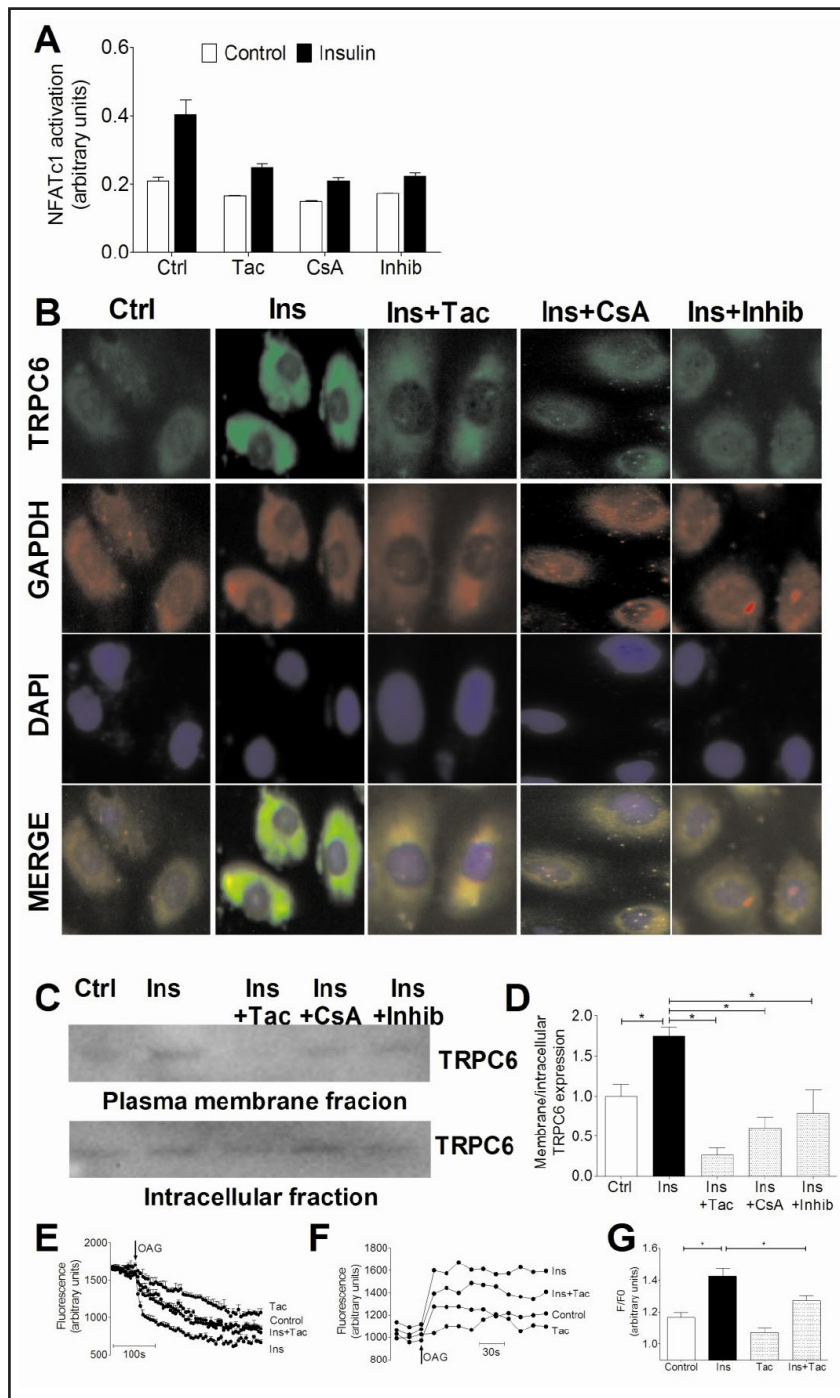 A
NFATc1 activation
(arbitrary units)
0.6
0.4
0.2
0.0
Control
Insulin
Ctrl
Tac
CsA
Inhib
B
Ctrl
Ins
Ins+Tac
Ins+CsA
Ins+Inhib
TRPC6
GAPDH
DAPI
MERGE
C
Ctrl
Ins
Ins
+Tac
Ins
+CsA
Ins
+Inhib
TRPC6
Plasma membrane fracion
TRPC6
Intracellular fraction
D
Membrane/intracellular
TRPC6 expression
2.0
1.5
1.0
0.5
0.0
*
*
*
*
Ctrl
Ins
Ins
+Tac
Ins
+CsA
Ins
+Inhib
E
Fluorescence
(arbitrary units)
2000
1500
1000
500
OAG
100s
Tac
Control
Ins+Tac
Ins
F
Fluorescence
(arbitrary units)
1800
1600
1400
1200
1000
800
OAG
30s
Ins
Ins+Tac
Control
Tac
G
F/F0
(arbitrary units)
1.6
1.4
1.2
1.0
*
*
Control
Ins
Tac
Ins+Tac